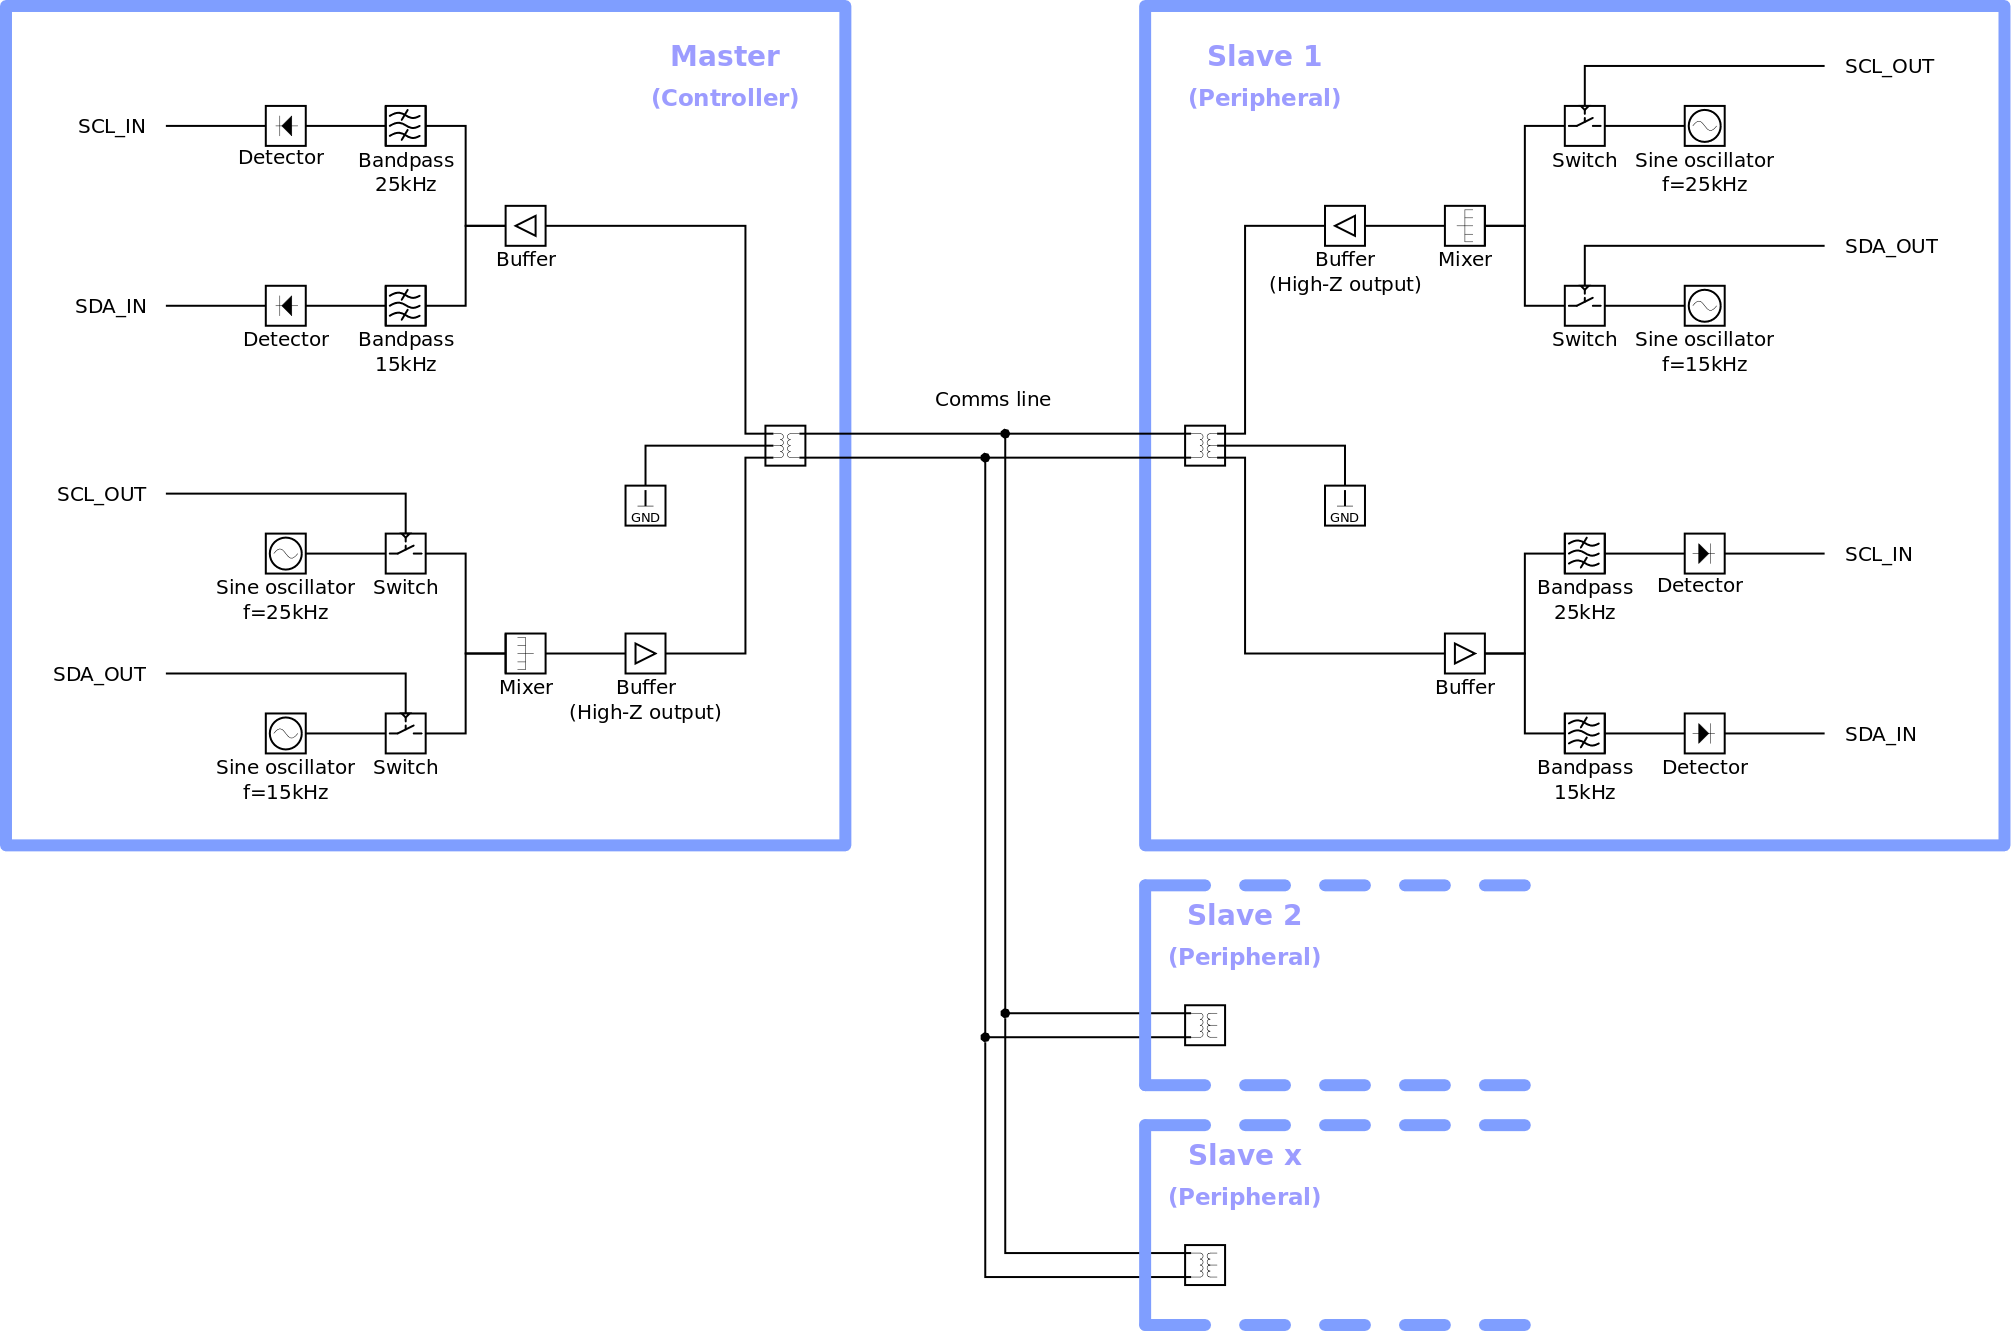 Master
(Controller)
SCL_IN
Detector
Bandpass
25kHz
Buffer
SDA_IN
Detector
Bandpass
15kHz
SCL_OUT
Sine oscillator
f=25kHz
Switch
GND
SDA_OUT
Mixer
Buffer
(High-Z output)
Sine oscillator
f=15kHz
Switch
Comms line
Slave 1
(Peripheral)
SCL_OUT
Switch
Sine oscillator
f=25kHz
Buffer
(High-Z output)
Mixer
SDA_OUT
Switch
Sine oscillator
f=15kHz
GND
Bandpass
25kHz
Detector
SCL_IN
Buffer
Bandpass
15kHz
Detector
SDA_IN
Slave 2
(Peripheral)
Slave x
(Peripheral)